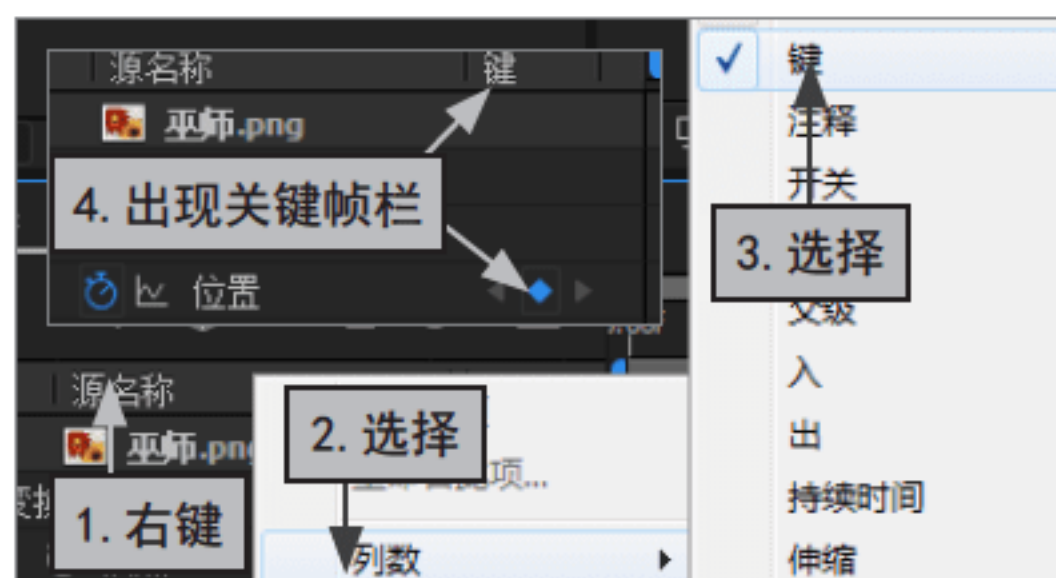 源名称 键
巫师.png
4. 出现关键帧栏
位置
源名称
巫师.pn
1. 右键
2. 选择
项...
列数
键
注释
开关
3. 选择
父级
入
出
持续时间
伸缩